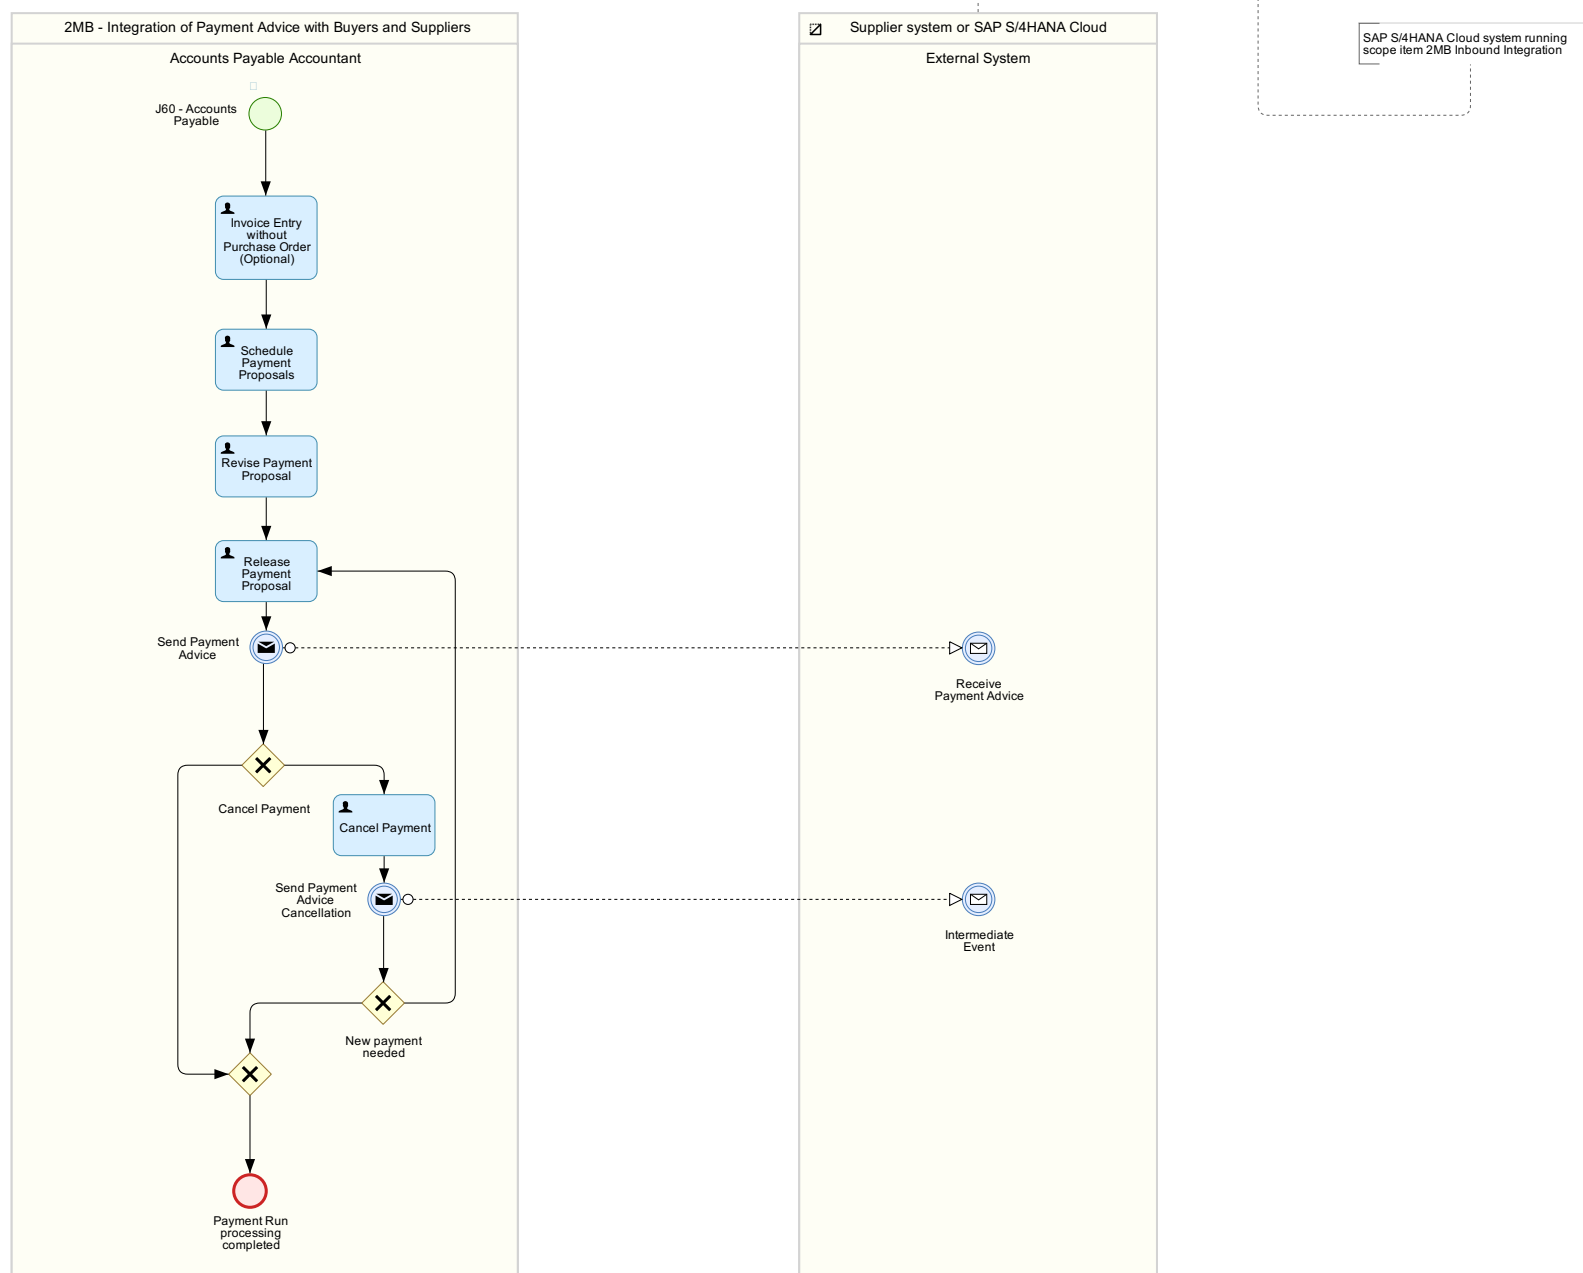 2MB - Integration of Payment Advice with Buyers and Suppliers
Accounts Payable Accountant
J60 - Accounts
Payable
Invoice Entry
without
Purchase Order
(Optional)
Schedule
Payment
Proposals
Revise Payment
Proposal
Release
Payment
Proposal
Send Payment
Advice
Cancel Payment
Cancel Payment
Send Payment
Advice
Cancellation
New payment
needed
Payment Run
processing
completed
Supplier system or SAP S/4HANA Cloud
External System
Receive
Payment Advice
Intermediate
Event
SAP S/4HANA Cloud system running
scope item 2MB Inbound Integration